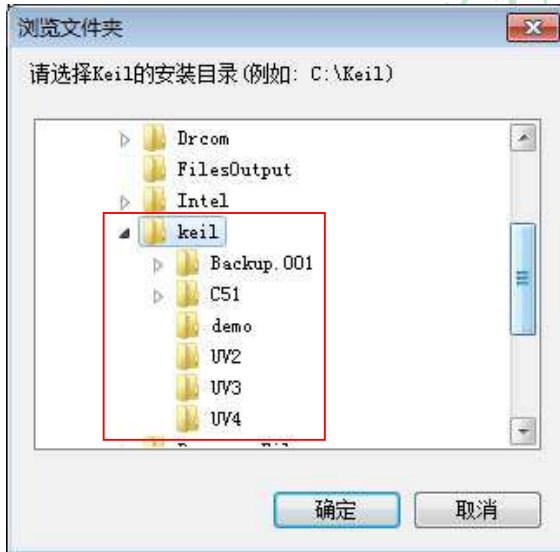 浏览文件夹
请选择Keil的安装目录(例如: C:\Keil)
Drcom
FilesOutput
Intel
keil
Backup.001
C51
demo
UV2
UV3
UV4
确定
取消